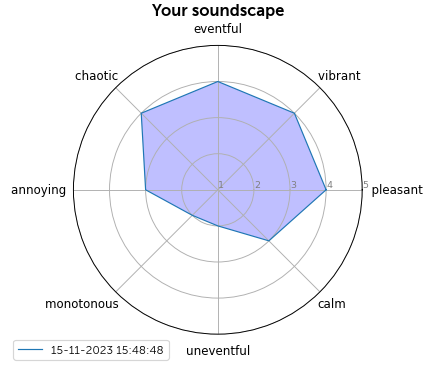 Your soundscape
eventful
chaotic
vibrant
annoying
1
2
3
4
5
pleasant
monotonous
calm
uneventful
15-11-2023 15:48:48